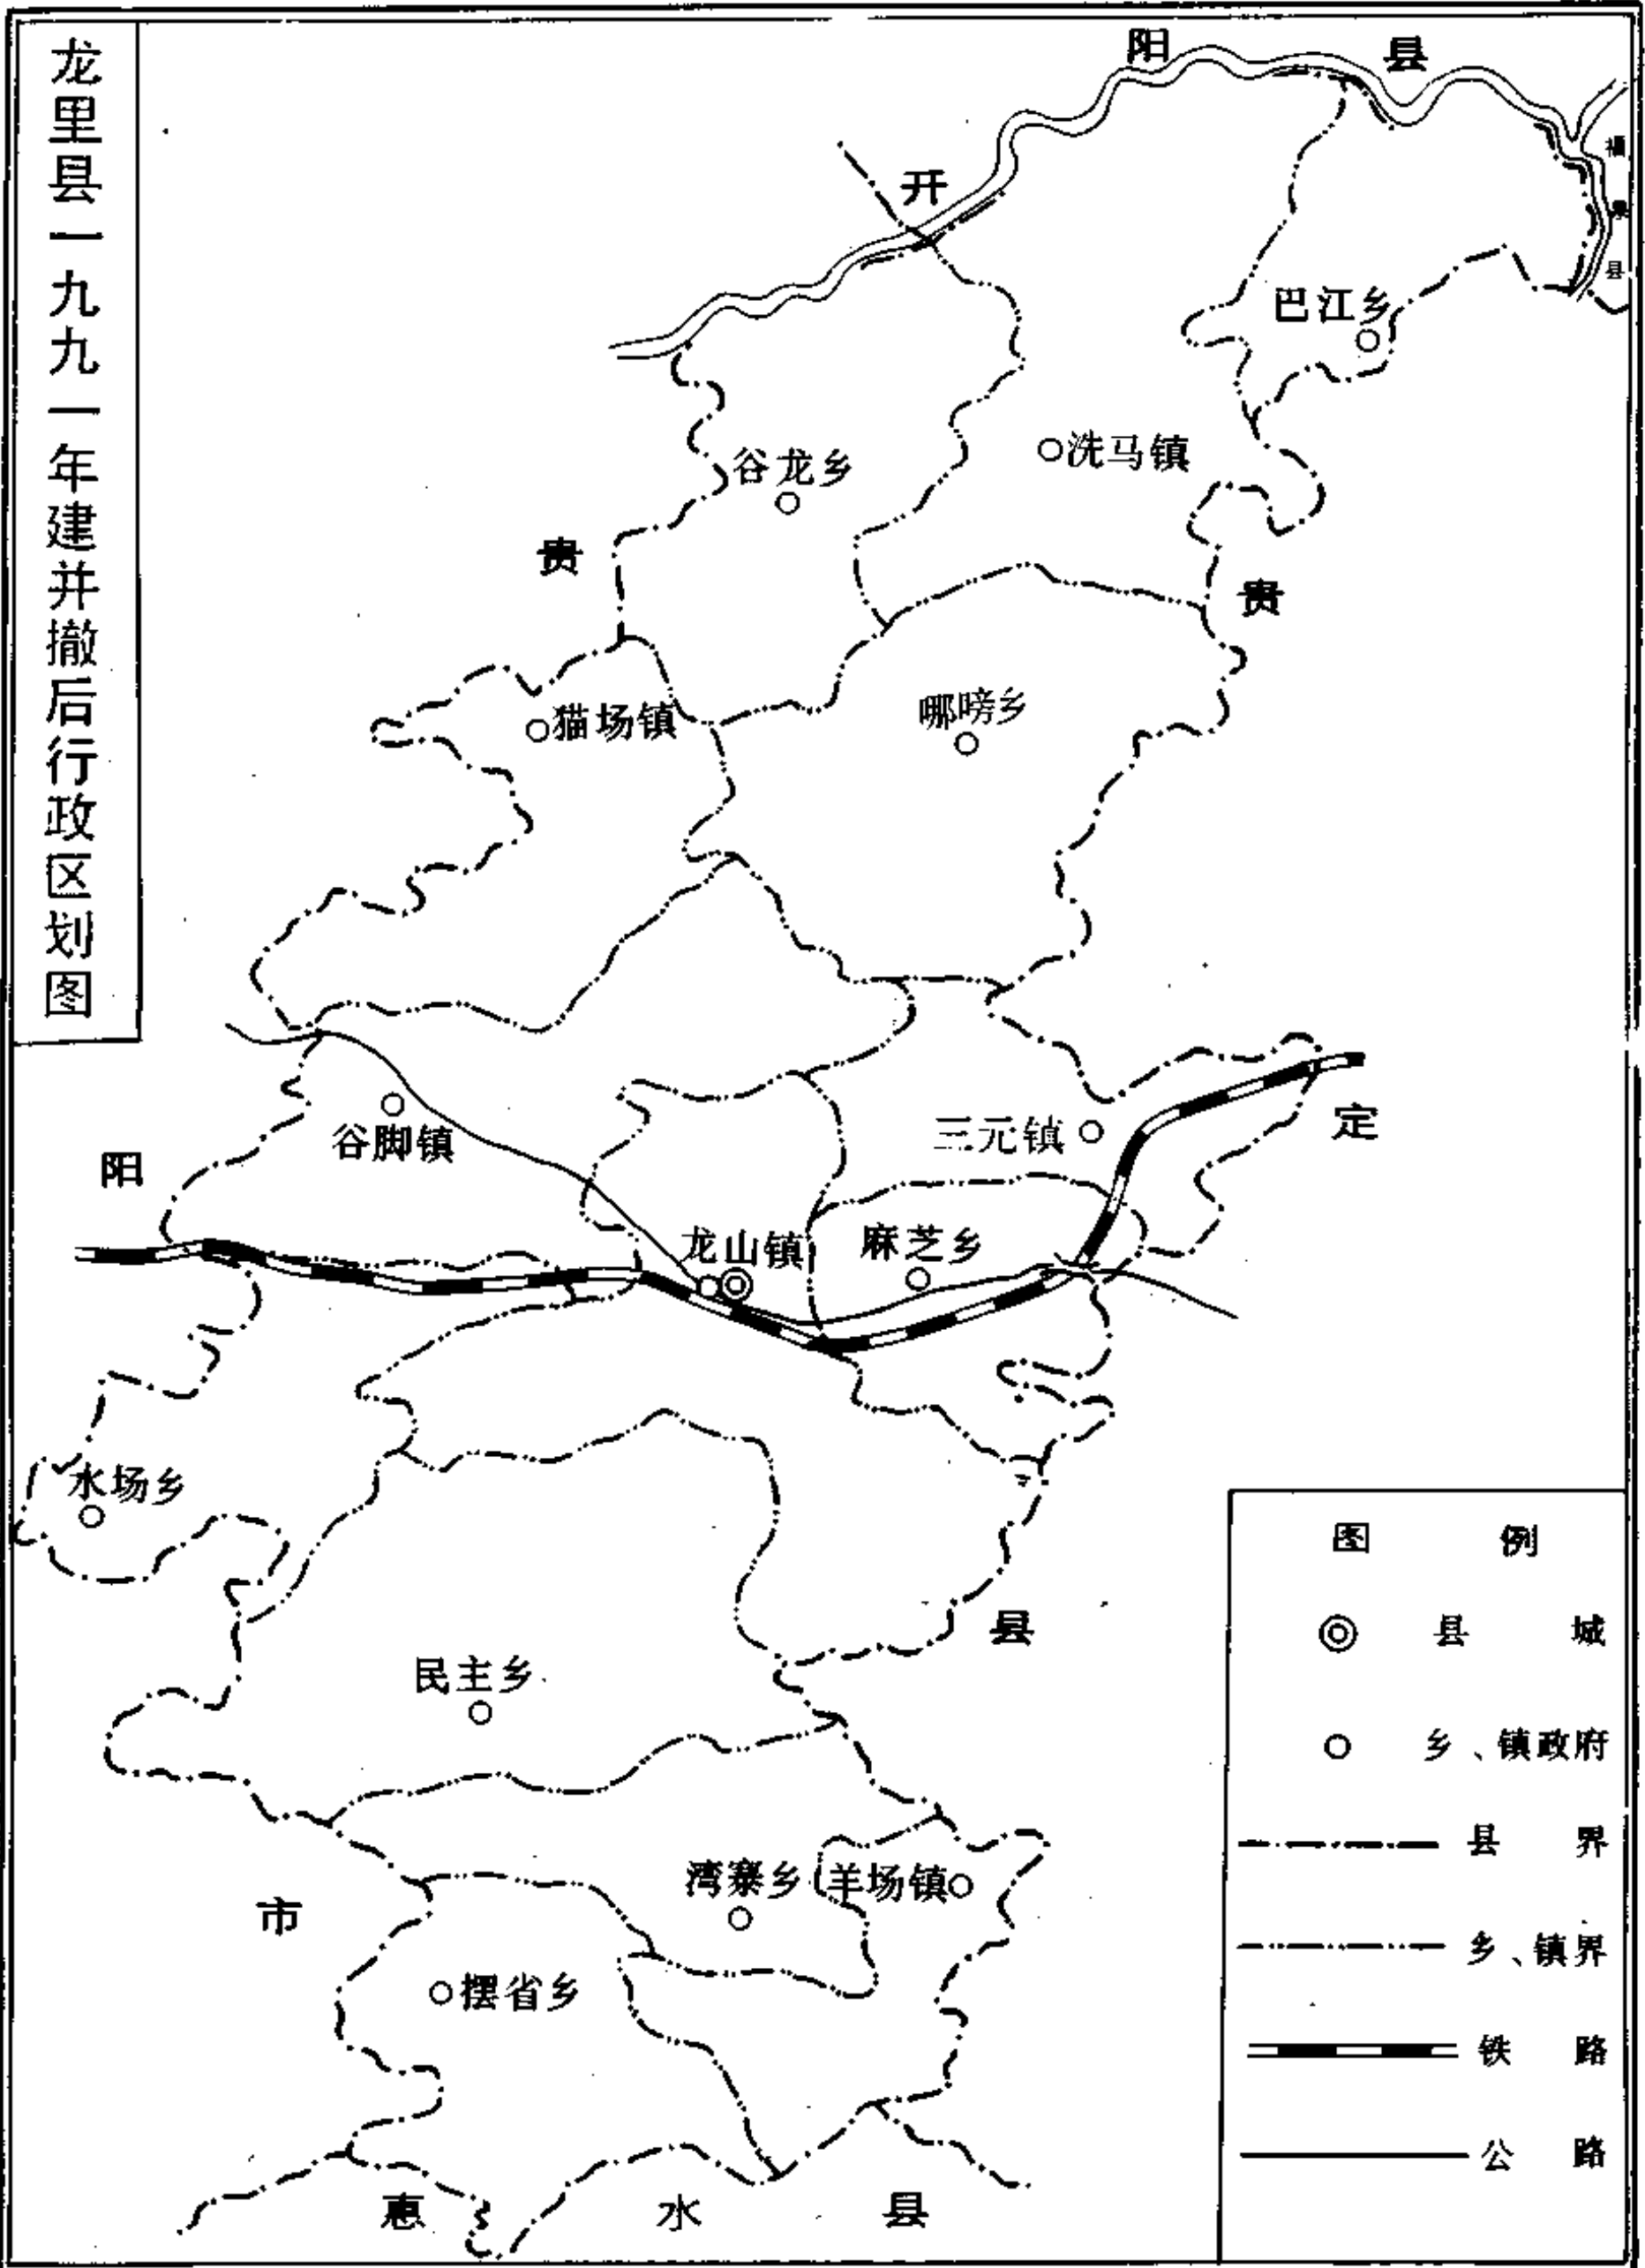 龙里县一九九一年建并撤后行政区划图
阳 县
开
福
泉
县
巴江乡
洗马镇
谷龙乡
贵
贵
猫场镇
哪嗙乡
谷脚镇
三元镇
定
阳
龙山镇
麻芝乡
水场乡
县
民主乡
湾寨乡
羊场镇
市
摆省乡
惠 水 县
图 例
县 城
乡、镇政府
县 界
乡、镇界
铁 路
公 路